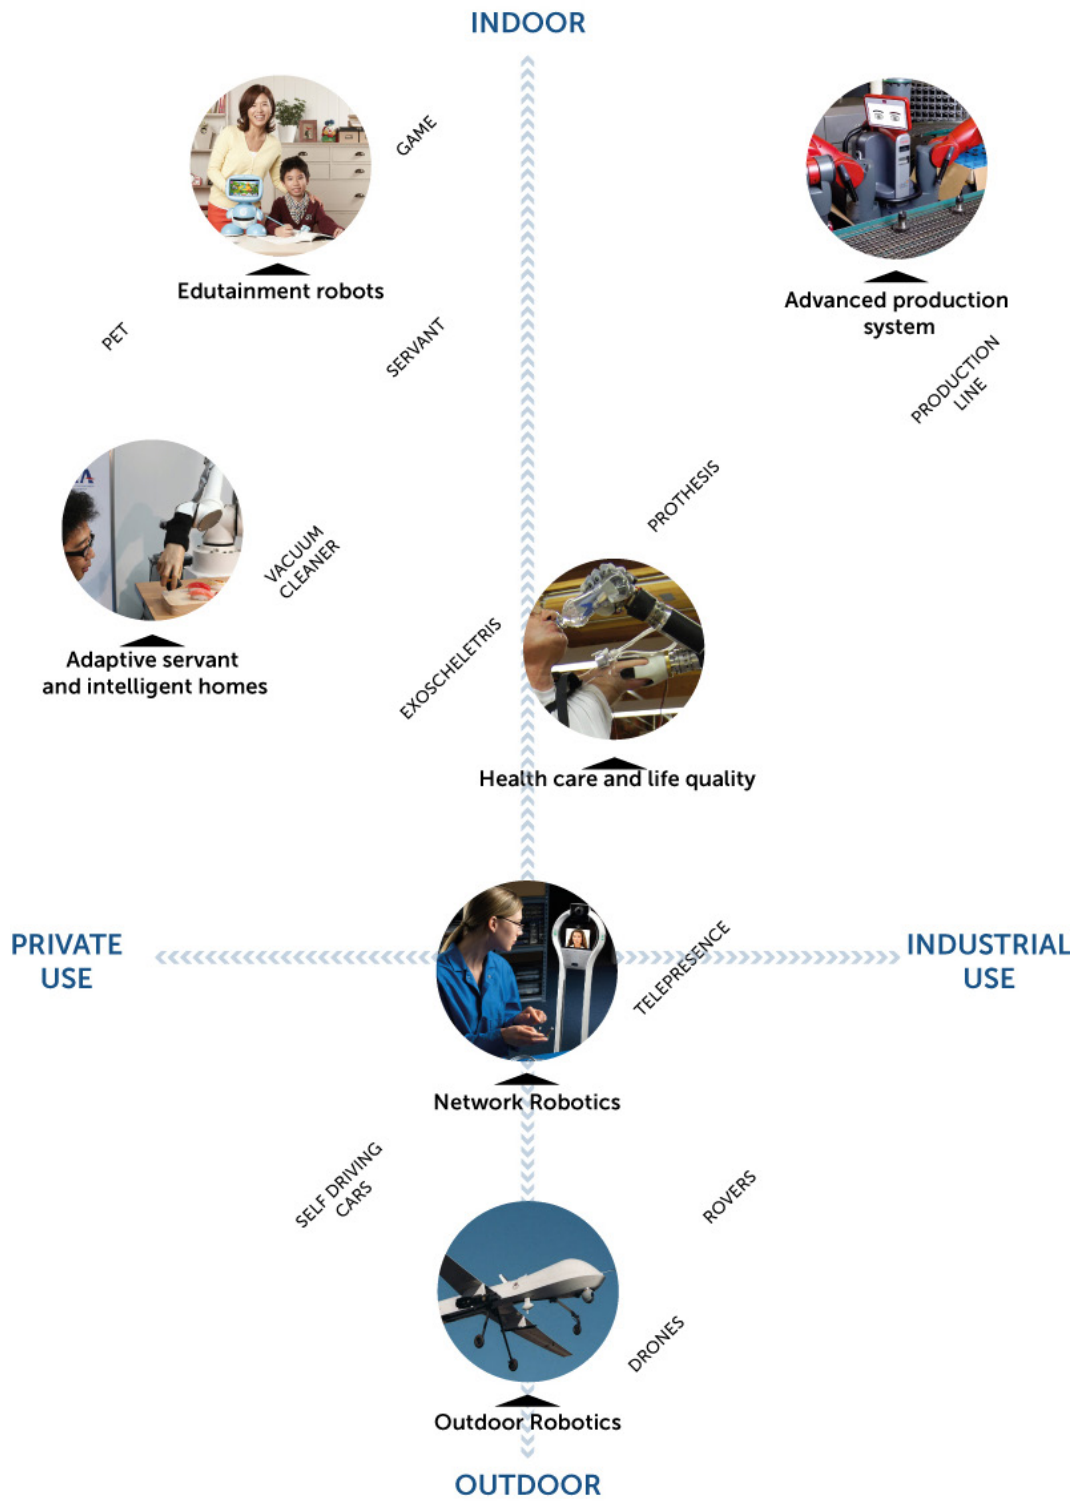 INDOOR
GAME
Edutainment robots
Advanced production
system
PET
SERVANT
PRODUCTION
LINE
PROTHESIS
VACUUM
CLEANER
Adaptive servant
and intelligent homes
EXOSCHELETRIS
Health care and life quality
PRIVATE
USE
TELEPRESENCE
INDUSTRIAL
USE
Network Robotics
SELF DRIVING
CARS
ROVERS
DRONES
Outdoor Robotics
OUTDOOR